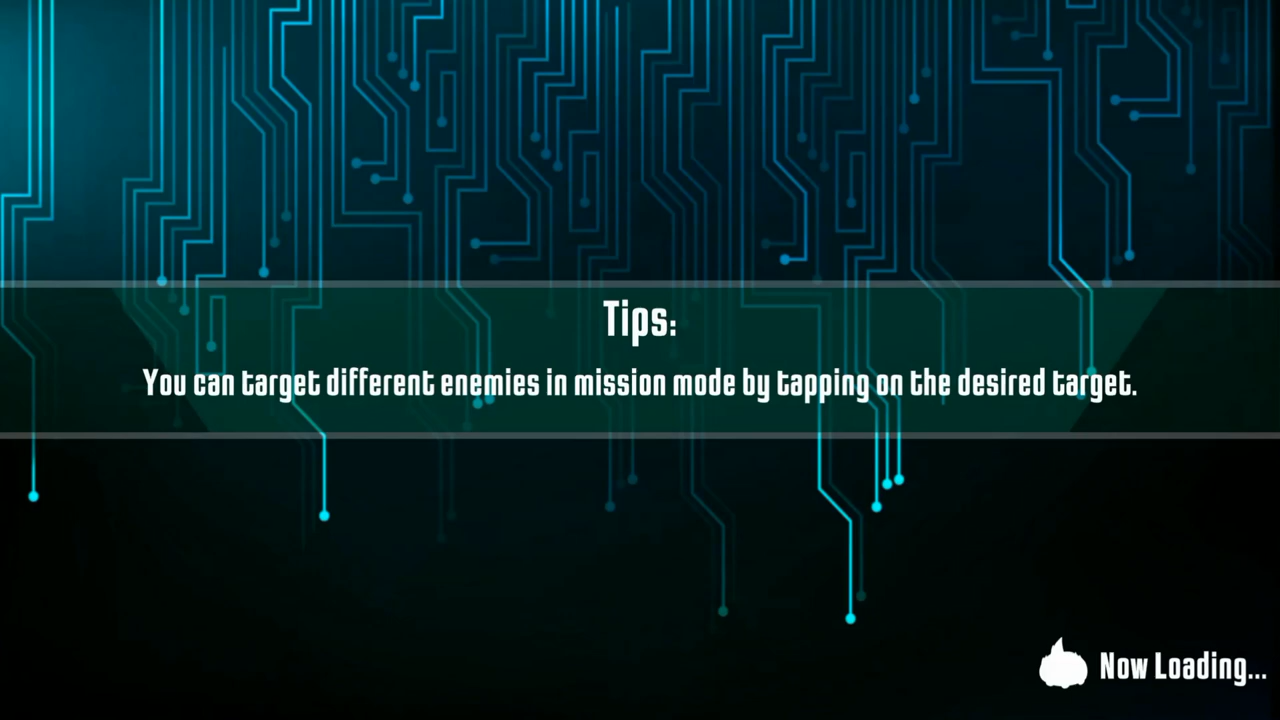 Tips:
You can target different enemies in mission mode by tapping on the desired target.
Now Loading...